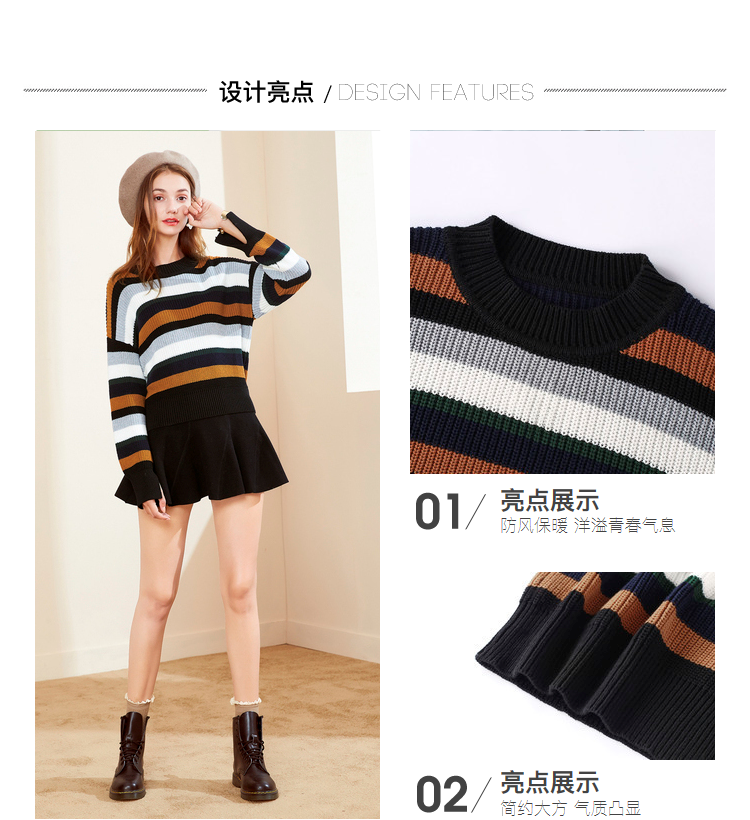 设计亮点 / DESIGN FEATURES
01/ 亮点展示
防风保暖 洋溢青春气息
02/ 亮点展示
简约大方 气质凸显